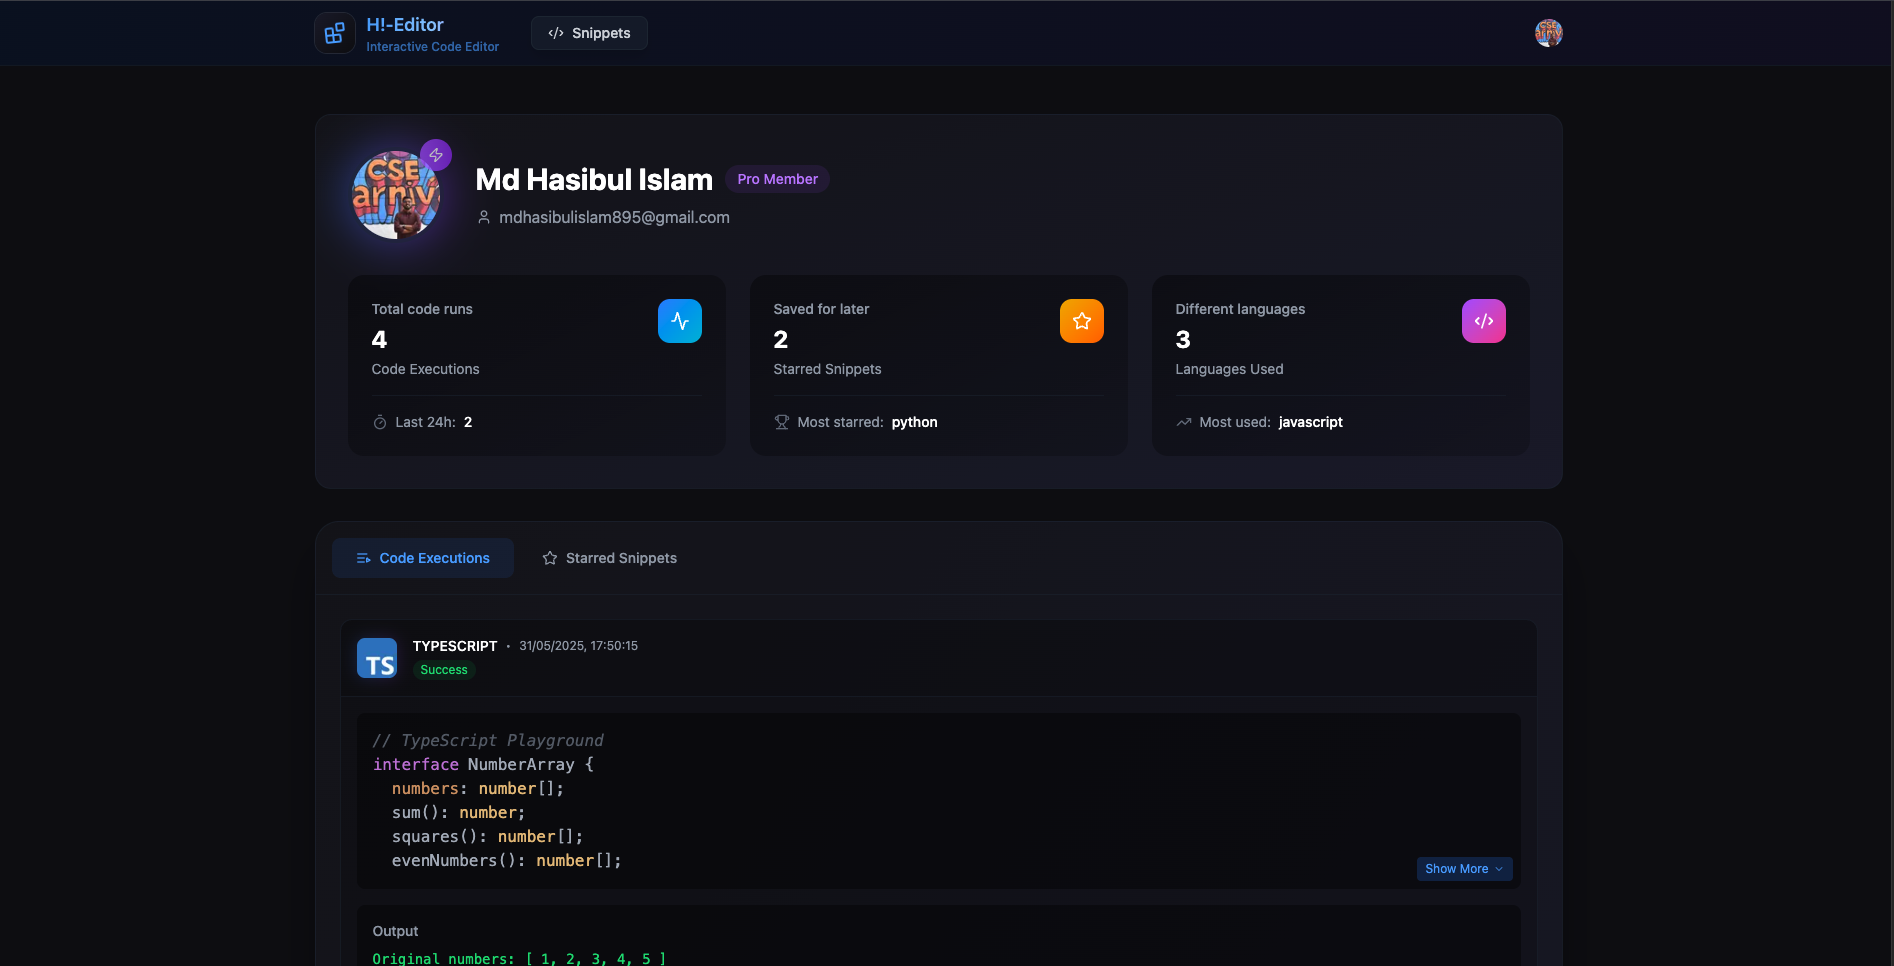 H!-Editor
Interactive Code Editor
</> Snippets
CSE
Md Hasibul Islam
Pro Member
mdhasibulislam895@gmail.com
Total code runs
4
Code Executions
Last 24h: 2
Saved for later
2
Starred Snippets
Most starred: python
Different languages
3
Languages Used
Most used: javascript
Code Executions
Starred Snippets
TS
TYPESCRIPT • 31/05/2025, 17:50:15
Success
// TypeScript Playground
interface NumberArray {
numbers: number[];
sum(): number;
squares(): number[];
evenNumbers(): number[];
Show More
Output
Original numbers: [ 1, 2, 3, 4, 5 ]